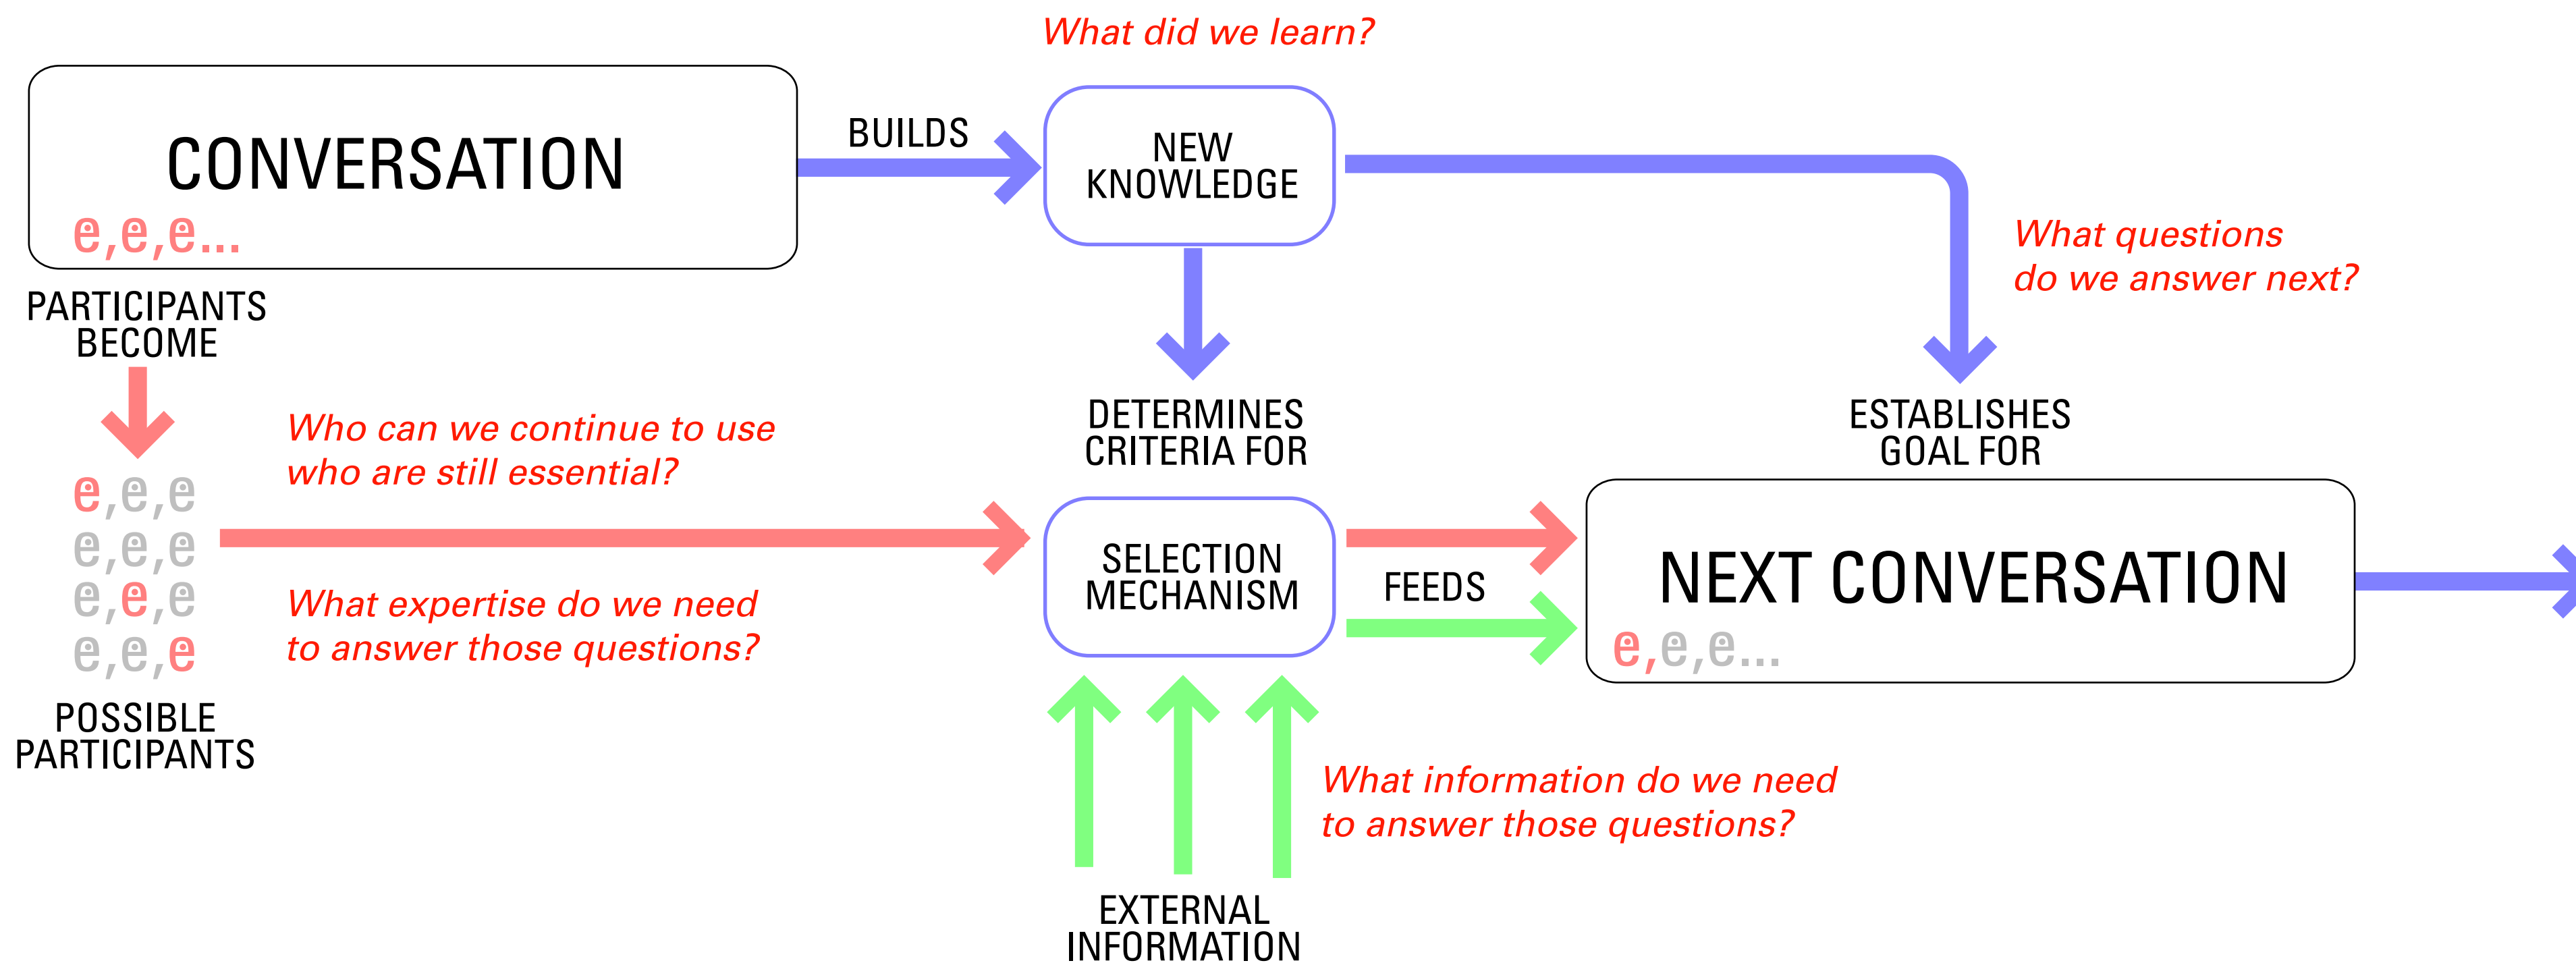 What did we learn?
CONVERSATION
e,e,e...
BUILDS
NEW
KNOWLEDGE
What questions
do we answer next?
PARTICIPANTS
BECOME
Who can we continue to use
who are still essential?
DETERMINES
CRITERIA FOR
ESTABLISHES
GOAL FOR
e,e,e
e,e,e
e,e,e
e,e,e
What expertise do we need
to answer those questions?
SELECTION
MECHANISM
FEEDS
NEXT CONVERSATION
e,e,e...
POSSIBLE
PARTICIPANTS
What information do we need
to answer those questions?
EXTERNAL
INFORMATION